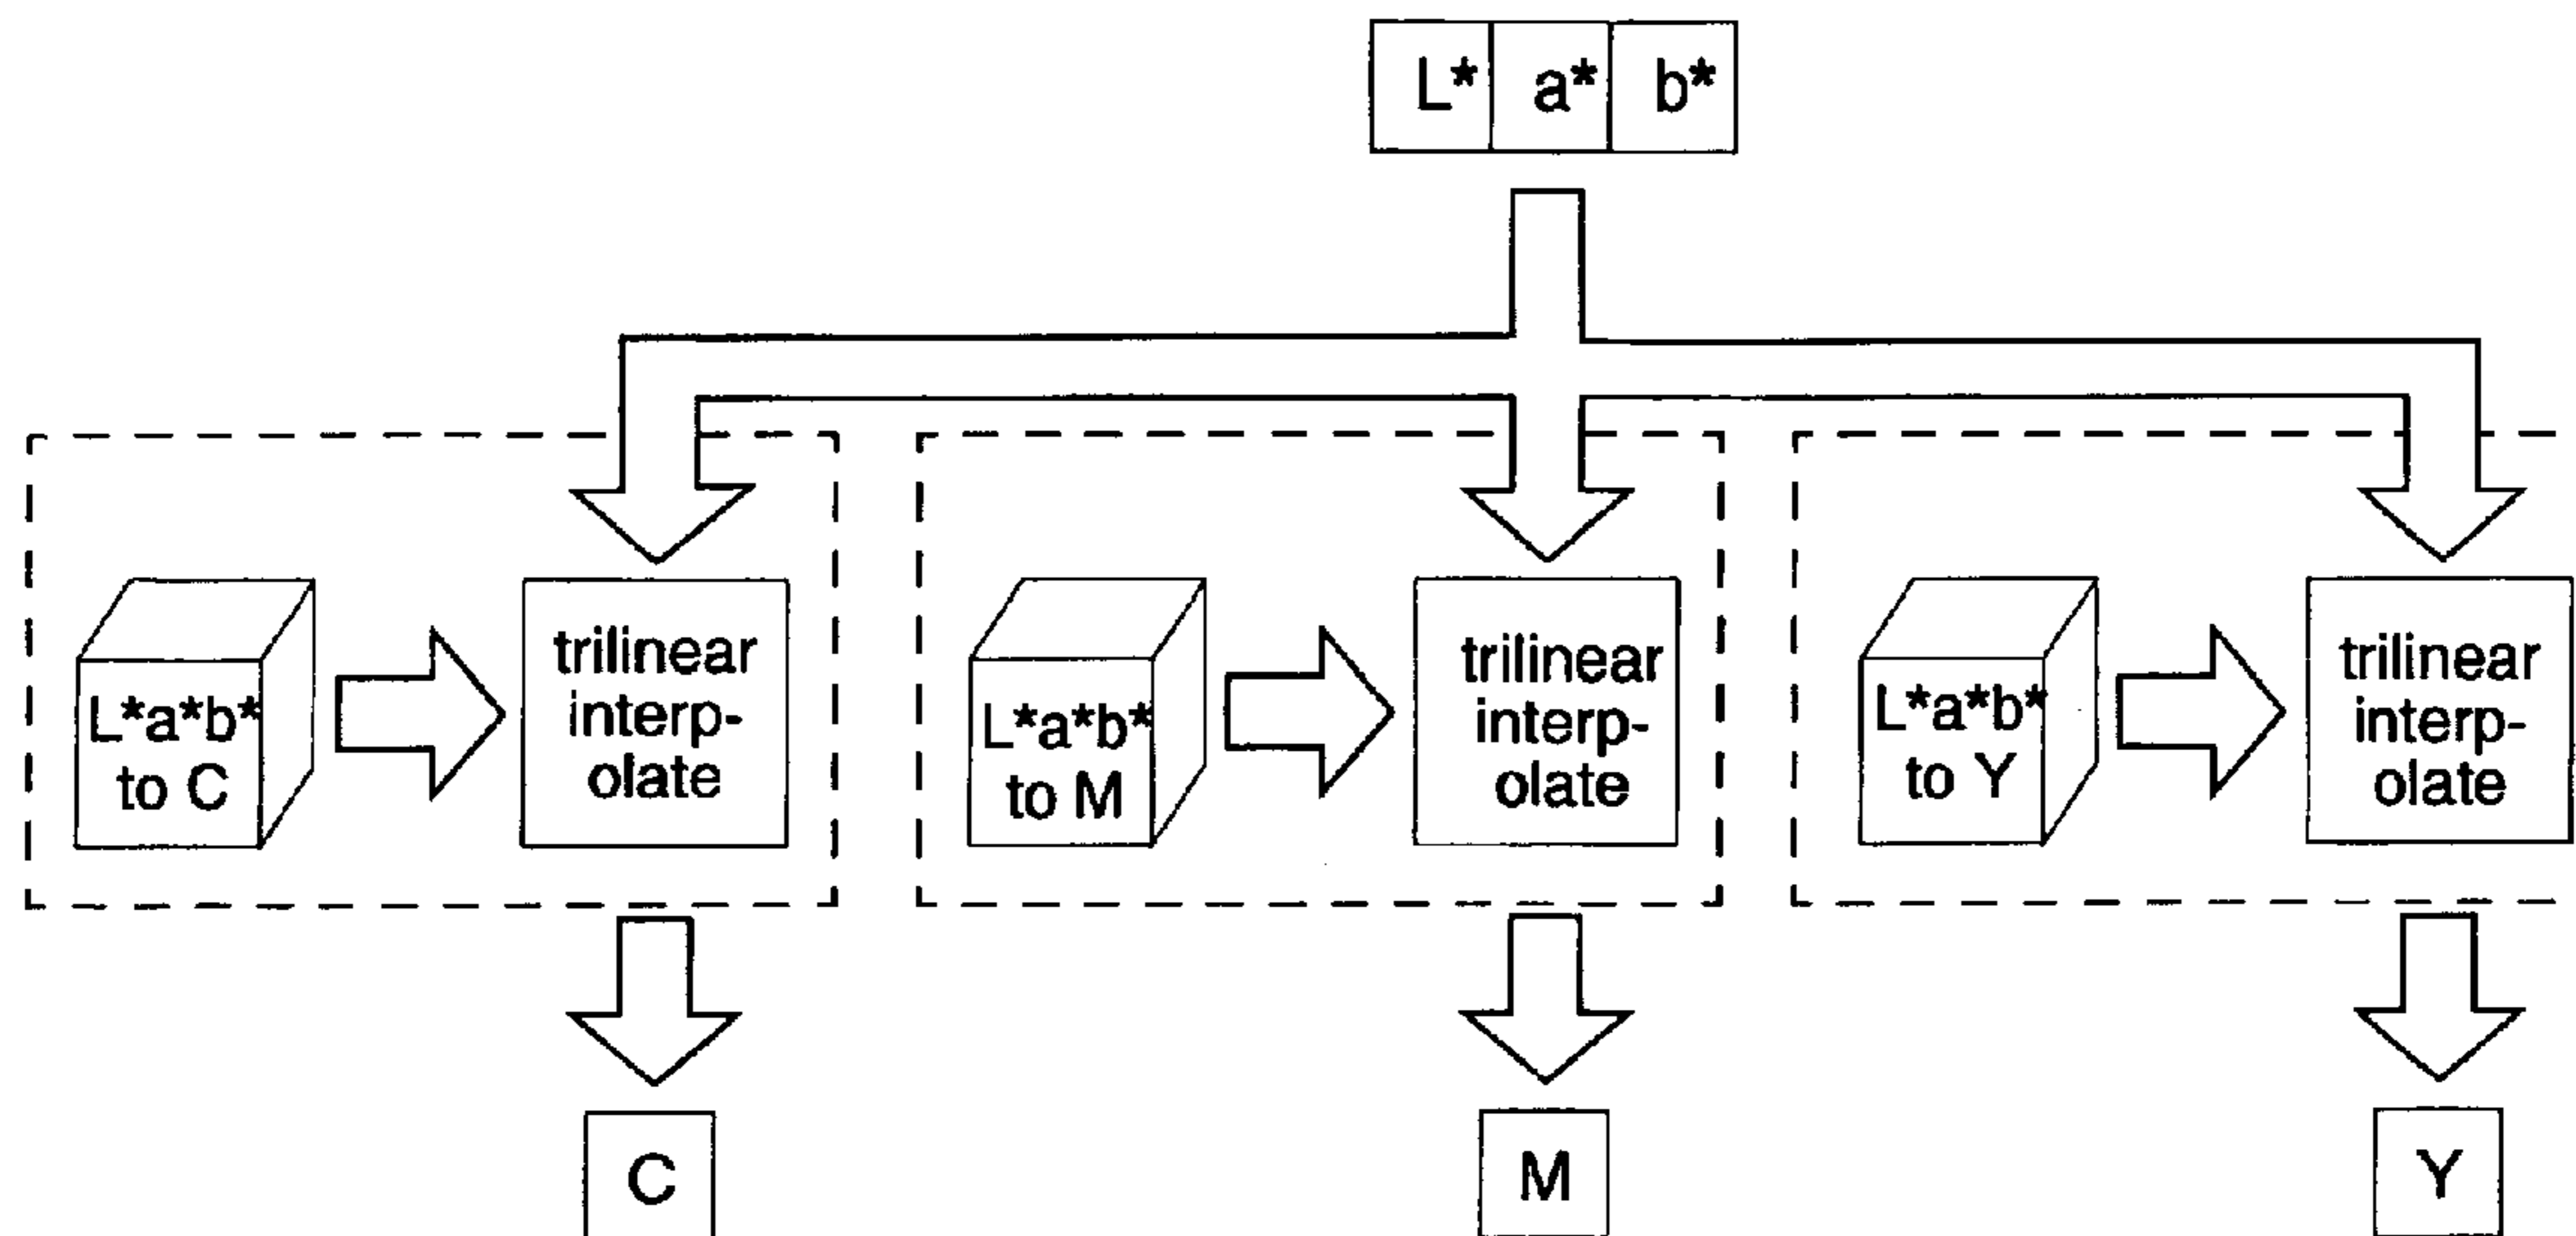 L* a* b*
L*a*b*
to C
trilinear
interp-
olate
L*a*b*
to M
trilinear
interp-
olate
L*a*b*
to Y
trilinear
interp-
olate
C
M
Y